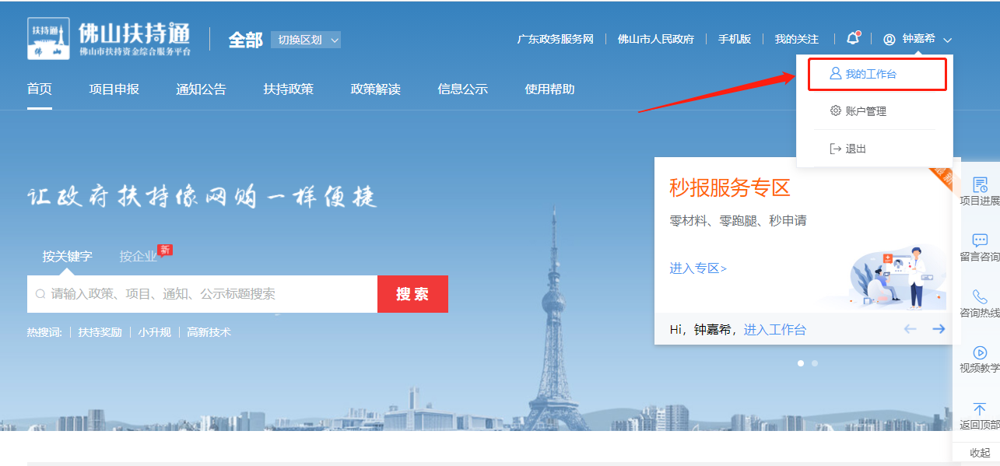 扶持通
佛山
佛山扶持通
佛山市扶持资金综合服务平台
全部 切换区划
广东政务服务网 佛山市人民政府 手机版 我的关注 钟嘉希
我的工作台
账户管理
退出
首页 项目申报 通知公告 扶持政策 政策解读 信息公示 使用帮助
让政府扶持像网购一样便捷
按关键字 按企业 新
请输入政策、项目、通知、公示标题搜索 搜索
热搜词: 扶持奖励 小升规 高新技术
最新
秒报服务专区
零材料、零跑腿、秒申请
进入专区>
Hi，钟嘉希，进入工作台
项目进展
留言咨询
咨询热线
视频教学
返回顶部
收起